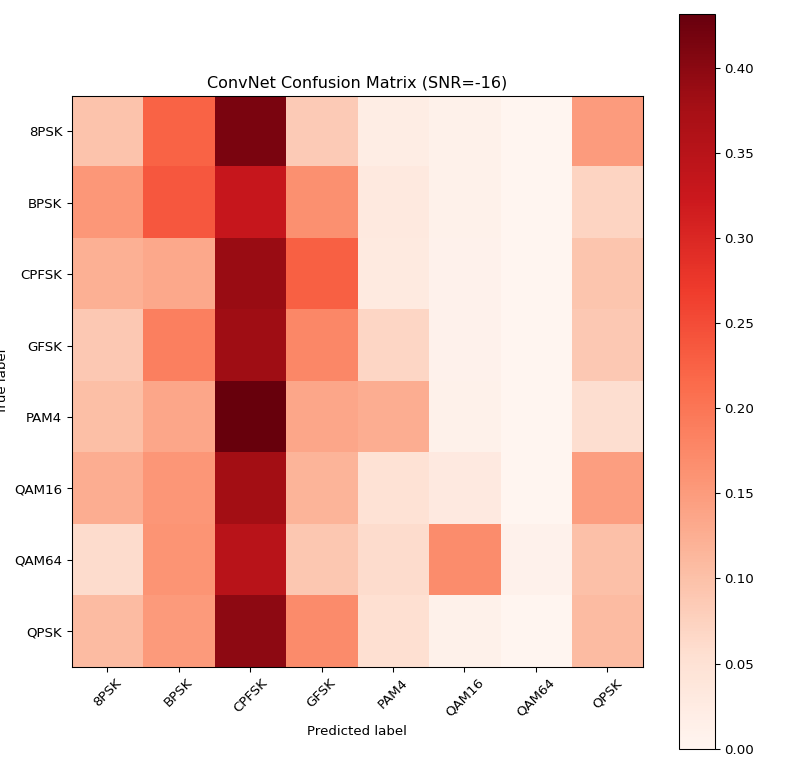 ConvNet Confusion Matrix (SNR=-16)
8PSK
BPSK
CPFSK
GFSK
PAM4
QAM16
QAM64
QPSK
8PSK
BPSK
CPFSK
GFSK
PAM4
QAM16
QAM64
QPSK
Predicted label
0.40
0.35
0.30
0.25
0.20
0.15
0.10
0.05
0.00